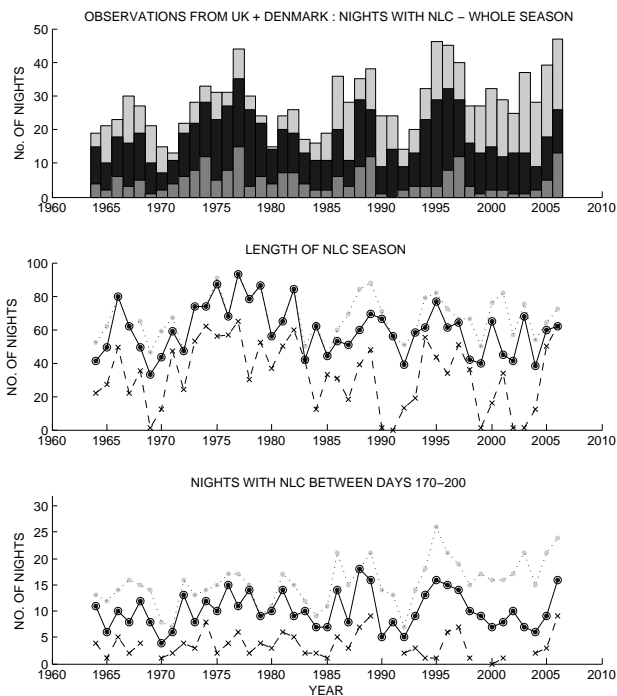 OBSERVATIONS FROM UK + DENMARK : NIGHTS WITH NLC − WHOLE SEASON
No. OF NIGHTS
50
40
30
20
10
0
1960 1965 1970 1975 1980 1985 1990 1995 2000 2005 2010
LENGTH OF NLC SEASON
NO. OF NIGHTS
100
80
60
40
20
0
1960 1965 1970 1975 1980 1985 1990 1995 2000 2005 2010
NIGHTS WITH NLC BETWEEN DAYS 170−200
NO. OF NIGHTS
30
25
20
15
10
5
0
1960 1965 1970 1975 1980 1985 1990 1995 2000 2005 2010
YEAR